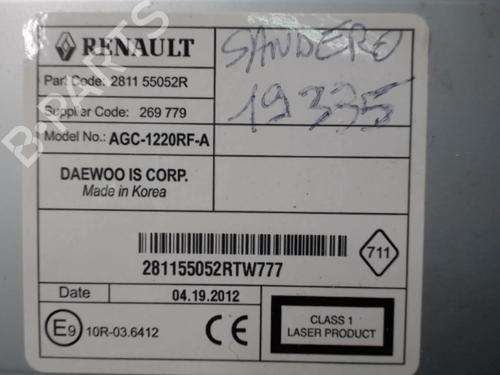 RENAULT
SANDERO
Part Code: 2811 55052R
19335
Supplier Code: 269 779
Model No.: AGC-1220RF-A
DAEWOO IS CORP.
Made in Korea
711
281155052RTW777
Date 04.19.2012
E9 10R-03.6412
CE
CLASS 1
LASER PRODUCT
B PARTS